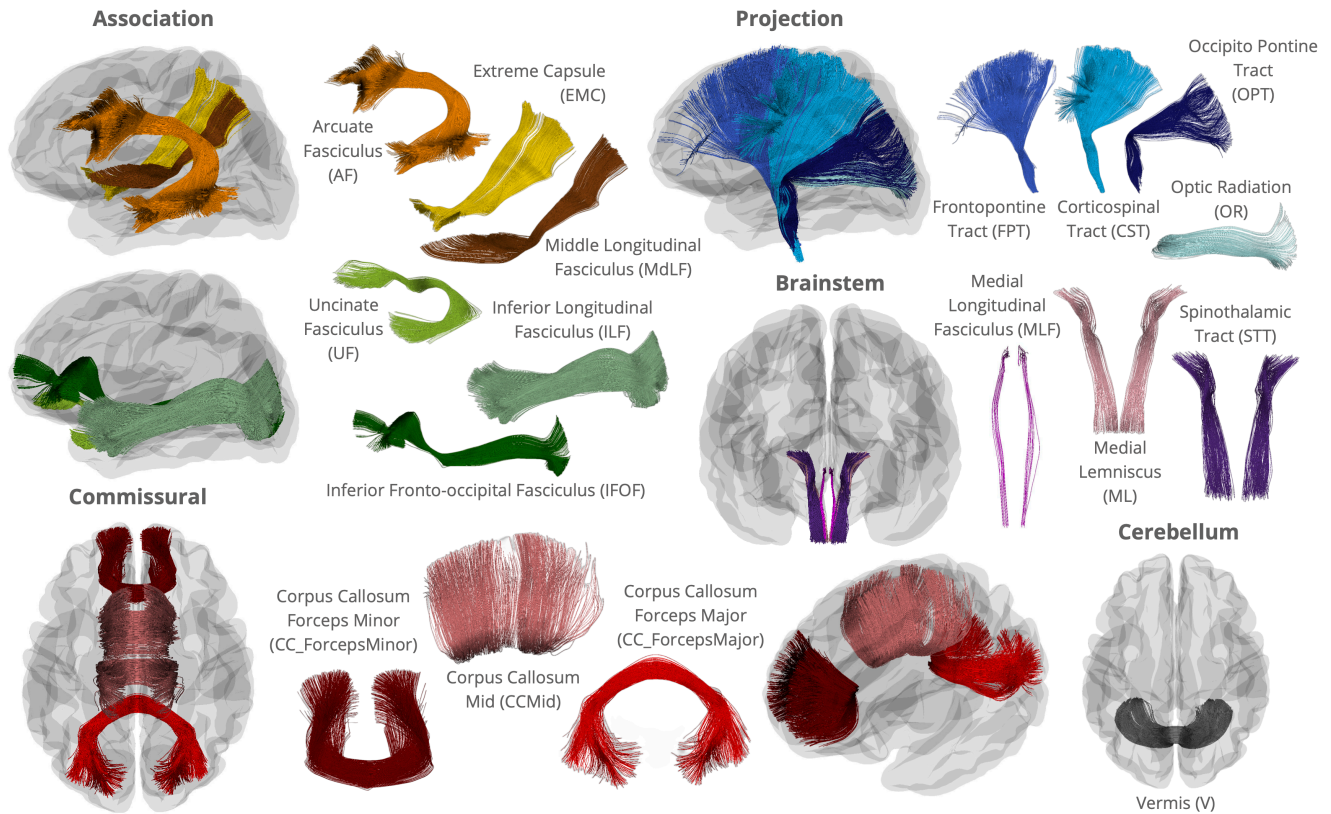 Association
Extreme Capsule
(EMC)
Arcuate
Fasciculus
(AF)
Middle Longitudinal
Fasciculus (MdLF)
Uncinate
Fasciculus
(UF)
Inferior Longitudinal
Fasciculus (ILF)
Inferior Fronto-occipital Fasciculus (IFOF)
Projection
Occipito Pontine
Tract
(OPT)
Frontopontine
Tract (FPT)
Corticospinal
Tract (CST)
Optic Radiation
(OR)
Brainstem
Medial
Longitudinal
Fasciculus (MLF)
Spinothalamic
Tract (STT)
Medial
Lemniscus
(ML)
Commissural
Corpus Callosum
Forceps Minor
(CC_ForcepsMinor)
Corpus Callosum
Mid (CCMid)
Corpus Callosum
Forceps Major
(CC_ForcepsMajor)
Cerebellum
Vermis (V)